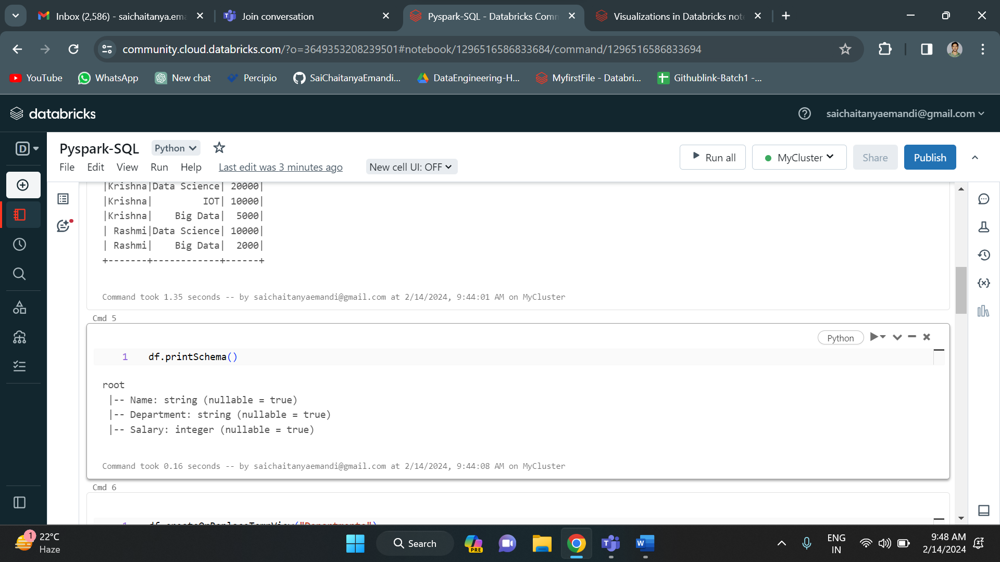 Inbox (2,586) - saichaitanya.ema
Join conversation
Pyspark-SQL - Databricks Comm
Visualizations in Databricks not
community.cloud.databricks.com/?o=3649353208239501#notebook/1296516586833684/command/1296516586833694
YouTube
WhatsApp
New chat
Percipio
SaiChaitanyaEmandi...
DataEngineering-H...
MyfirstFile - Databri...
Githublink-Batch1 -...
databricks
saichaitanyaemandi@gmail.com
D
Pyspark-SQL
Python
File Edit View Run Help
Last edit was 3 minutes ago
New cell UI: OFF
Run all
MyCluster
Share
Publish
|Krishna|Data Science| 20000|
|Krishna|         IOT| 10000|
|Krishna|    Big Data|  5000|
| Rashmi|Data Science| 10000|
| Rashmi|    Big Data|  2000|
+-------+------------+------+
Command took 1.35 seconds -- by saichaitanyaemandi@gmail.com at 2/14/2024, 9:44:01 AM on MyCluster
Cmd 5
Python
1 df.printSchema()
root
 |-- Name: string (nullable = true)
 |-- Department: string (nullable = true)
 |-- Salary: integer (nullable = true)
Command took 0.16 seconds -- by saichaitanyaemandi@gmail.com at 2/14/2024, 9:44:08 AM on MyCluster
Cmd 6
1 df.createOrReplaceTempView("Departments")
1
22°C
Haze
Search
PRE
ENG
IN
9:48 AM
2/14/2024